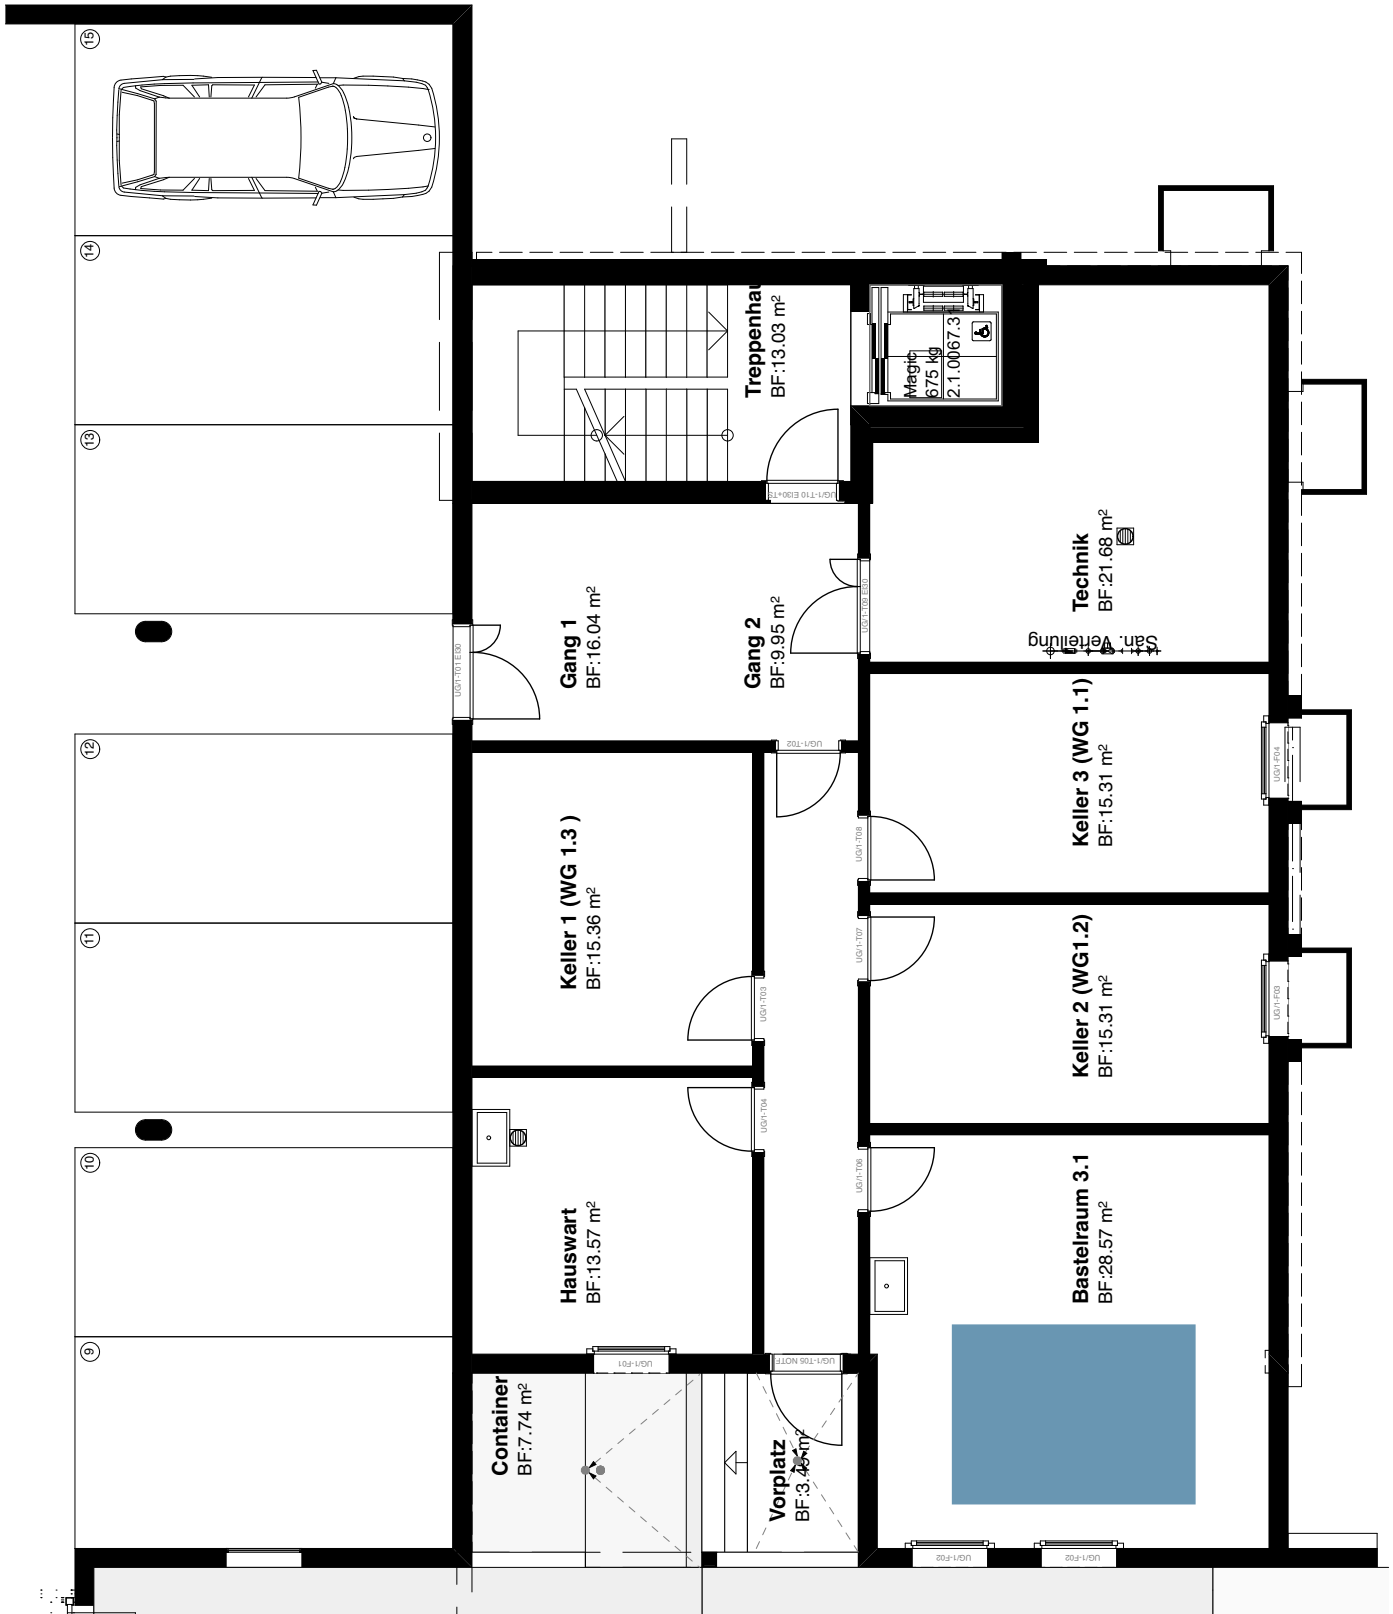 15
14
13
12
11
10
9
Treppenhau
BF:13.03 m²
Magic
675 kg
2.1.0067.3
UG/1-T10 EI30+TS
Gang 1
BF:16.04 m²
Gang 2
BF:9.95 m²
UG/1-T01 EI30
UG/1-T09 EI30
Technik
BF:21.68 m²
San. Verteilung
UG/1-T02
Keller 3 (WG 1.1)
BF:15.31 m²
UG/1-F04
UG/1-T08
Keller 1 (WG 1.3 )
BF:15.36 m²
UG/1-T03
UG/1-T07
Keller 2 (WG1.2)
BF:15.31 m²
UG/1-F03
UG/1-T04
UG/1-T06
Hauswart
BF:13.57 m²
Bastelraum 3.1
BF:28.57 m²
UG/1-F01
UG/1-T05 NOTF
Container
BF:7.74 m²
Vorplatz
BF:3.49 m²
UG/1-F02
UG/1-F02